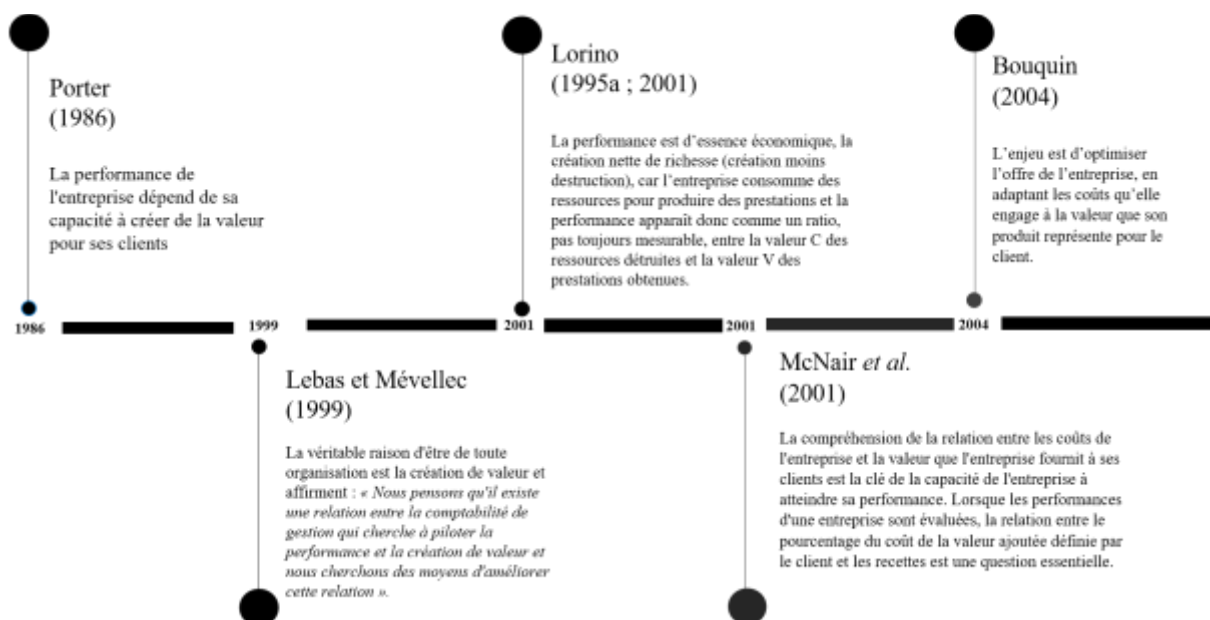 Porter
(1986)
La performance de
l'entreprise dépend de sa
capacité à créer de la valeur
pour ses clients
Lorino
(1995a ; 2001)
La performance est d'essence économique, la
création nette de richesse (création moins
destruction), car l'entreprise consomme des
ressources pour produire des prestations et la
performance apparaît donc comme un ratio,
pas toujours mesurable, entre la valeur C des
ressources détruites et la valeur V des
prestations obtenues.
Bouquin
(2004)
L'enjeu est d'optimiser
l'offre de l'entreprise, en
adaptant les coûts qu'elle
engage à la valeur que son
produit représente pour le
client.
1986 1999 2001 2001 2004
Lebas et Mévellec
(1999)
La véritable raison d'être de toute
organisation est la création de valeur et
affirment : « Nous pensons qu'il existe
une relation entre la comptabilité de
gestion qui cherche à piloter la
performance et la création de valeur et
nous cherchons des moyens d'améliorer
cette relation ».
McNair et al.
(2001)
La compréhension de la relation entre les coûts de
l'entreprise et la valeur que l'entreprise fournit à ses
clients est la clé de la capacité de l'entreprise à
atteindre sa performance. Lorsque les performances
d'une entreprise sont évaluées, la relation entre le
pourcentage du coût de la valeur ajoutée définie par
le client et les recettes est une question essentielle.